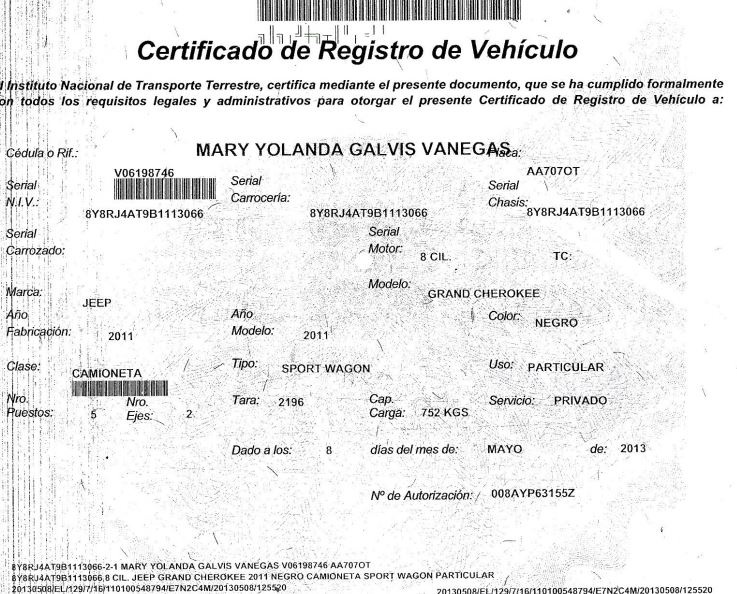 Certificado de Registro de Vehículo
l Instituto Nacional de Transporte Terrestre, certifica mediante el presente documento, que se ha cumplido formalmente
on todos los requisitos legales y administrativos para otorgar el presente Certificado de Registro de Vehículo a:
MARY YOLANDA GALVIS VANEGAS
Cédula o Rif.: V06198746 Placa: AA707OT
Serial N.I.V.: 8Y8RJ4AT9B1113066 Serial Carrocería: 8Y8RJ4AT9B1113066 Serial Chasis: 8Y8RJ4AT9B1113066
Serial Carrozado: Serial Motor: 8 CIL. TC:
Marca: JEEP Modelo: GRAND CHEROKEE
Año Fabricación: 2011 Año Modelo: 2011 Color: NEGRO
Clase: CAMIONETA Tipo: SPORT WAGON Uso: PARTICULAR
Nro. Puestos: 5 Nro. Ejes: 2 Tara: 2196 Cap. Carga: 752 KGS Servicio: PRIVADO
Dado a los: 8 días del mes de: MAYO de: 2013
Nº de Autorización: 008AYP63155Z
8Y8RJ4AT9B1113066-2-1 MARY YOLANDA GALVIS VANEGAS V06198746 AA707OT
8Y8RJ4AT9B1113066,8 CIL. JEEP GRAND CHEROKEE 2011 NEGRO CAMIONETA SPORT WAGON PARTICULAR
20130508/EL/129/7/16/110100548794/E7N2C4M/20130508/125520 20130508/EL/129/7/16/110100548794/E7N2C4M/20130508/125520